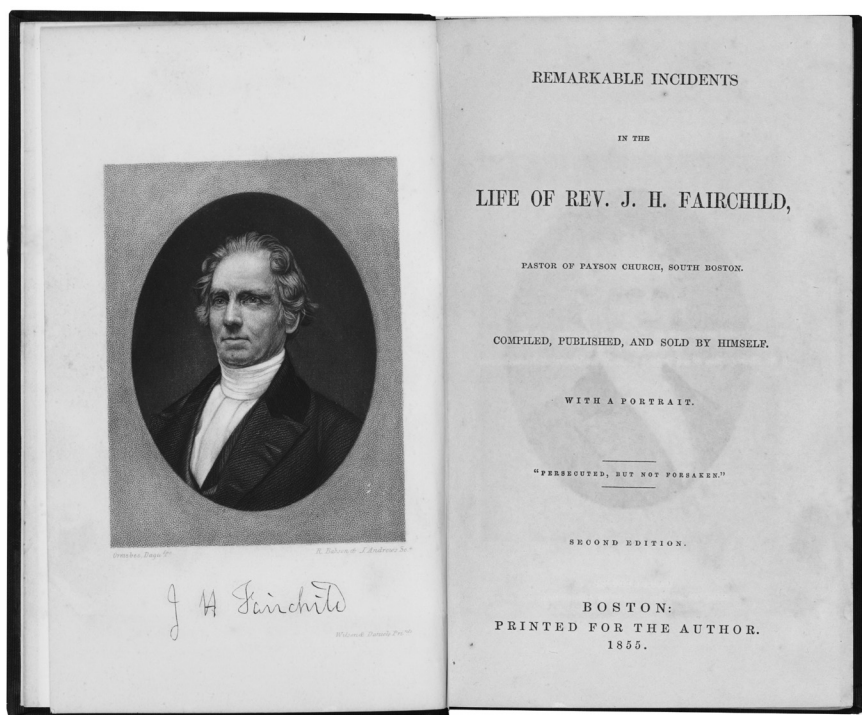 J H Fairchild
REMARKABLE INCIDENTS
IN THE
LIFE OF REV. J. H. FAIRCHILD,
PASTOR OF PAYSON CHURCH, SOUTH BOSTON.
COMPILED, PUBLISHED, AND SOLD BY HIMSELF.
WITH A PORTRAIT.
"PERSECUTED, BUT NOT FORSAKEN."
SECOND EDITION.
BOSTON:
PRINTED FOR THE AUTHOR.
1855.